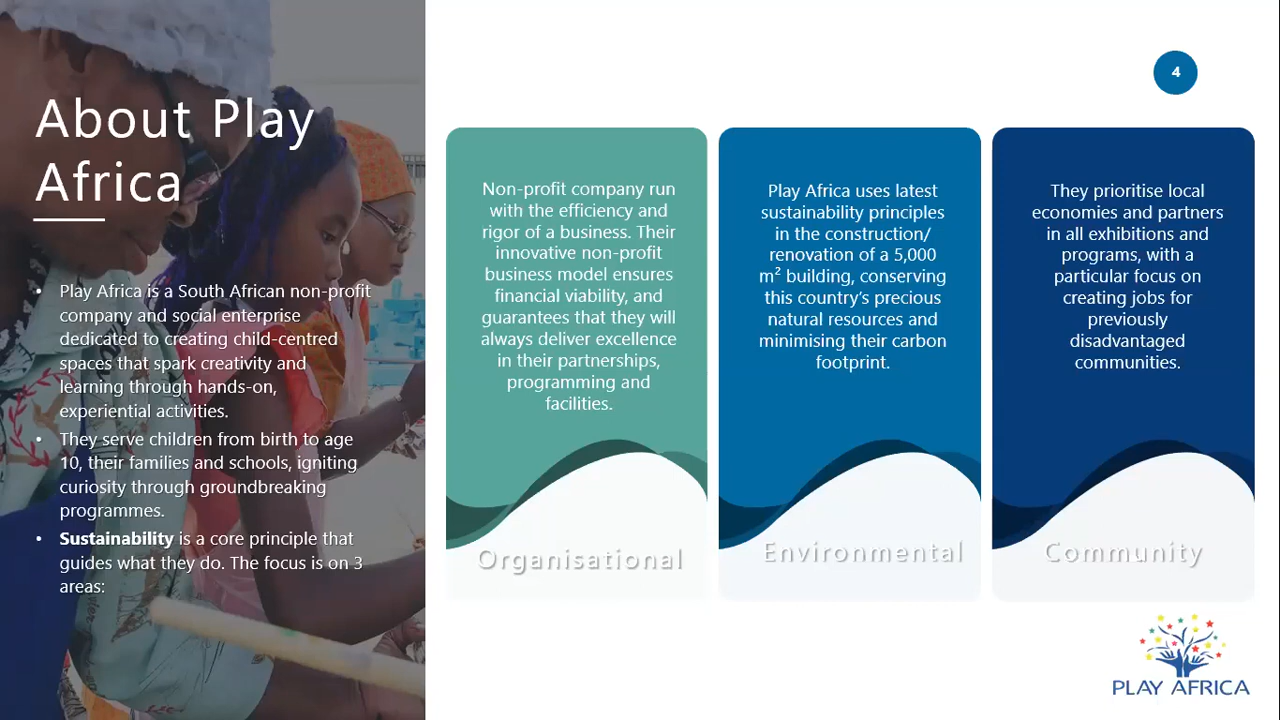 About Play
Africa
• Play Africa is a South African non-profit
company and social enterprise
dedicated to creating child-centred
spaces that spark creativity and
learning through hands-on,
experiential activities.
• They serve children from birth to age
10, their families and schools, igniting
curiosity through groundbreaking
programmes.
• Sustainability is a core principle that
guides what they do. The focus is on 3
areas:
4
Non-profit company run
with the efficiency and
rigor of a business. Their
innovative non-profit
business model ensures
financial viability, and
guarantees that they will
always deliver excellence
in their partnerships,
programming and
facilities.
Organisational
Play Africa uses latest
sustainability principles
in the construction/
renovation of a 5,000
m² building, conserving
this country's precious
natural resources and
minimising their carbon
footprint.
Environmental
They prioritise local
economies and partners
in all exhibitions and
programs, with a
particular focus on
creating jobs for
previously
disadvantaged
communities.
Community
PLAY AFRICA